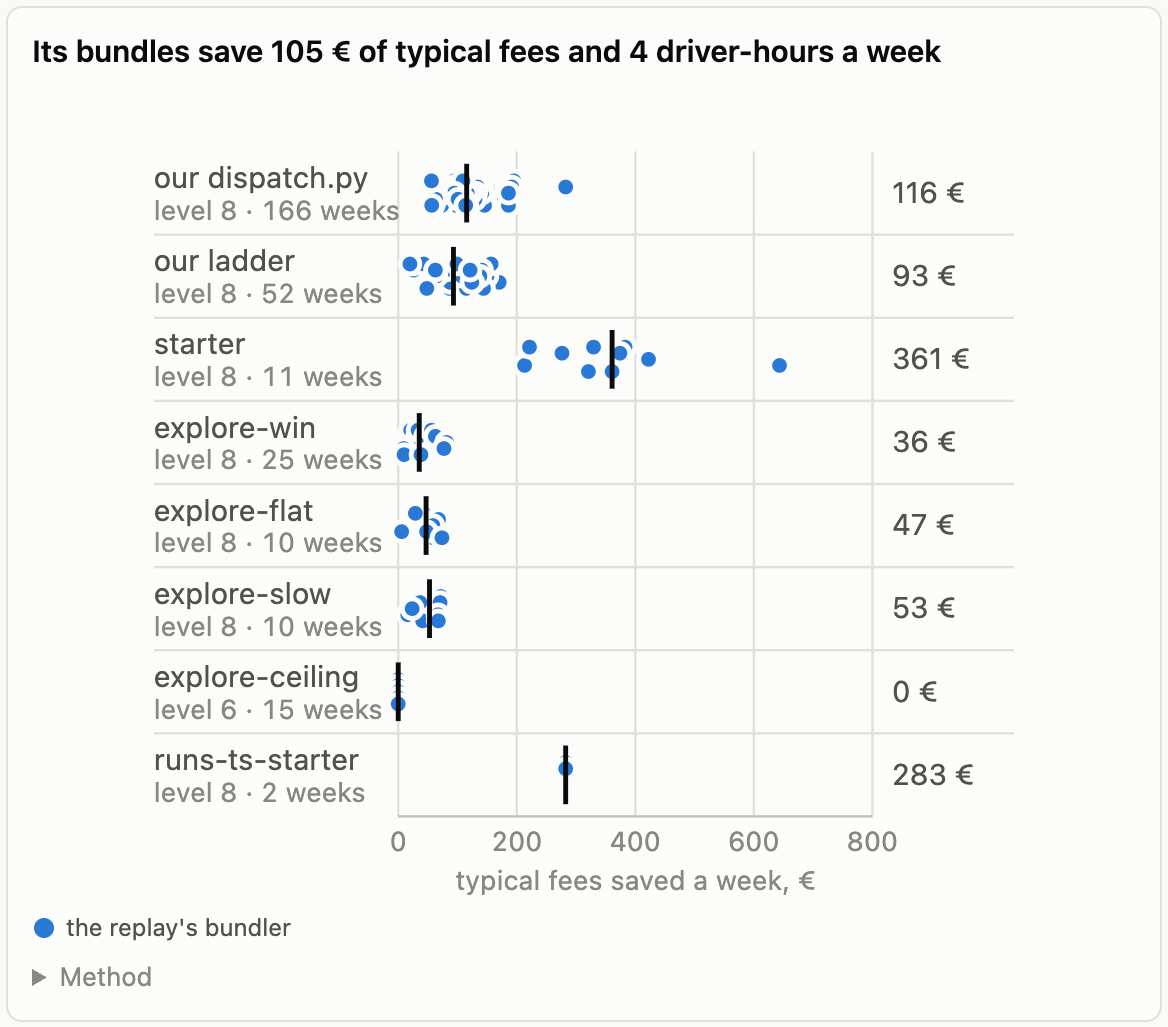 Its bundles save 105 € of typical fees and 4 driver-hours a week
our dispatch.py
level 8 · 166 weeks
116 €
our ladder
level 8 · 52 weeks
93 €
starter
level 8 · 11 weeks
361 €
explore-win
level 8 · 25 weeks
36 €
explore-flat
level 8 · 10 weeks
47 €
explore-slow
level 8 · 10 weeks
53 €
explore-ceiling
level 6 · 15 weeks
0 €
runs-ts-starter
level 8 · 2 weeks
283 €
0 200 400 600 800
typical fees saved a week, €
the replay's bundler
Method